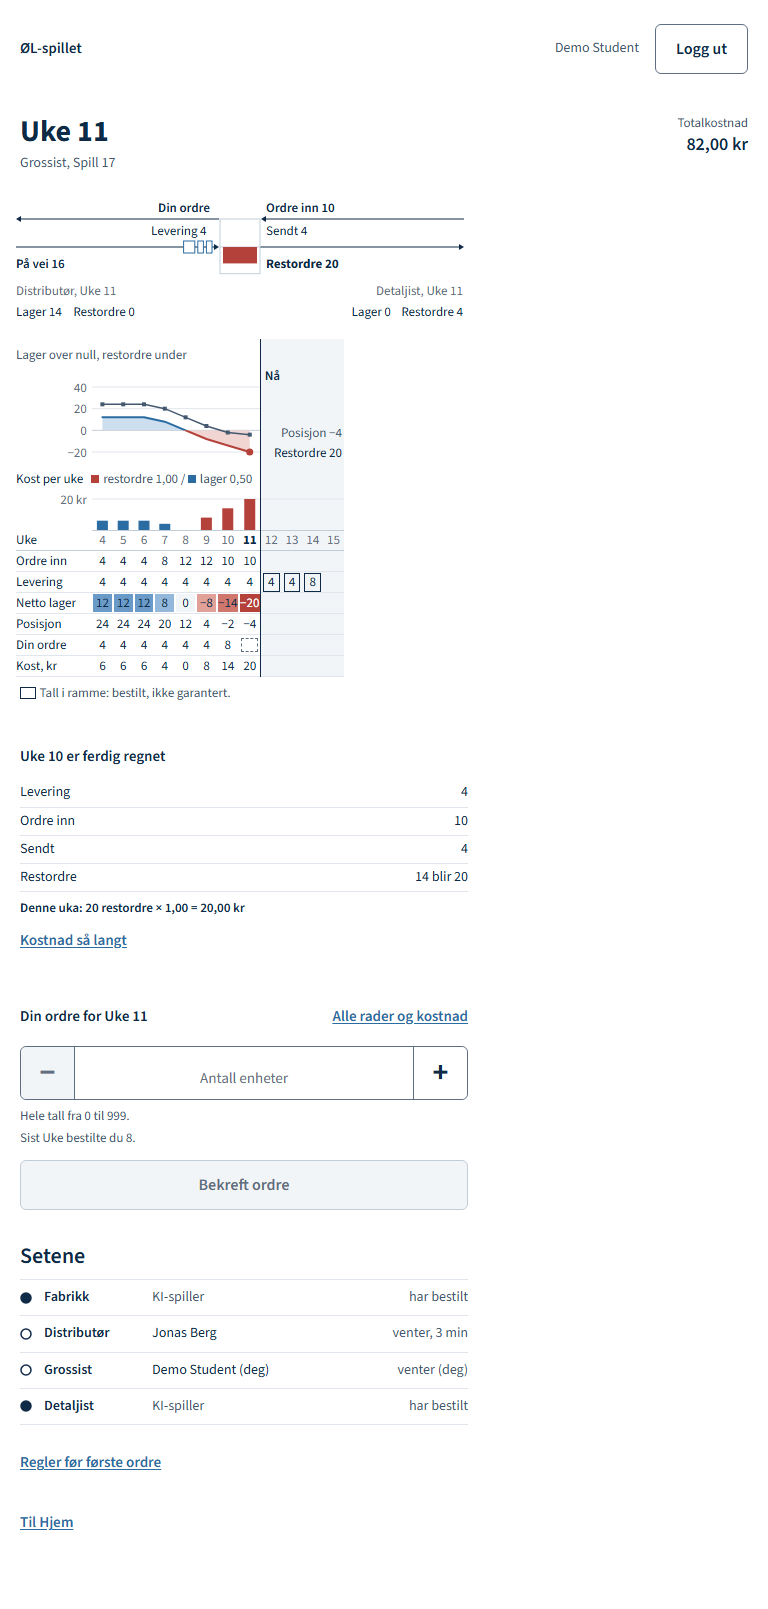 ØL-spillet
Demo Student
Logg ut
Uke 11
Totalkostnad
82,00 kr
Grossist, Spill 17
Din ordre
Ordre inn 10
Levering 4
Sendt 4
På vei 16
Restordre 20
Distributør, Uke 11
Detaljist, Uke 11
Lager 14 Restordre 0
Lager 0 Restordre 4
Lager over null, restordre under
Nå
40
20
0
−20
Posisjon −4
Restordre 20
Kost per uke restordre 1,00 / lager 0,50
20 kr
Uke 4 5 6 7 8 9 10 11 12 13 14 15
Ordre inn 4 4 4 8 12 12 10 10
Levering 4 4 4 4 4 4 4 4 4 4 8
Netto lager 12 12 12 8 0 −8 −14 −20
Posisjon 24 24 24 20 12 4 −2 −4
Din ordre 4 4 4 4 4 4 8
Kost, kr 6 6 6 4 0 8 14 20
Tall i ramme: bestilt, ikke garantert.
Uke 10 er ferdig regnet
Levering 4
Ordre inn 10
Sendt 4
Restordre 14 blir 20
Denne uka: 20 restordre × 1,00 = 20,00 kr
Kostnad så langt
Din ordre for Uke 11
Alle rader og kostnad
− Antall enheter +
Hele tall fra 0 til 999.
Sist Uke bestilte du 8.
Bekreft ordre
Setene
Fabrikk KI-spiller har bestilt
Distributør Jonas Berg venter, 3 min
Grossist Demo Student (deg) venter (deg)
Detaljist KI-spiller har bestilt
Regler før første ordre
Til Hjem